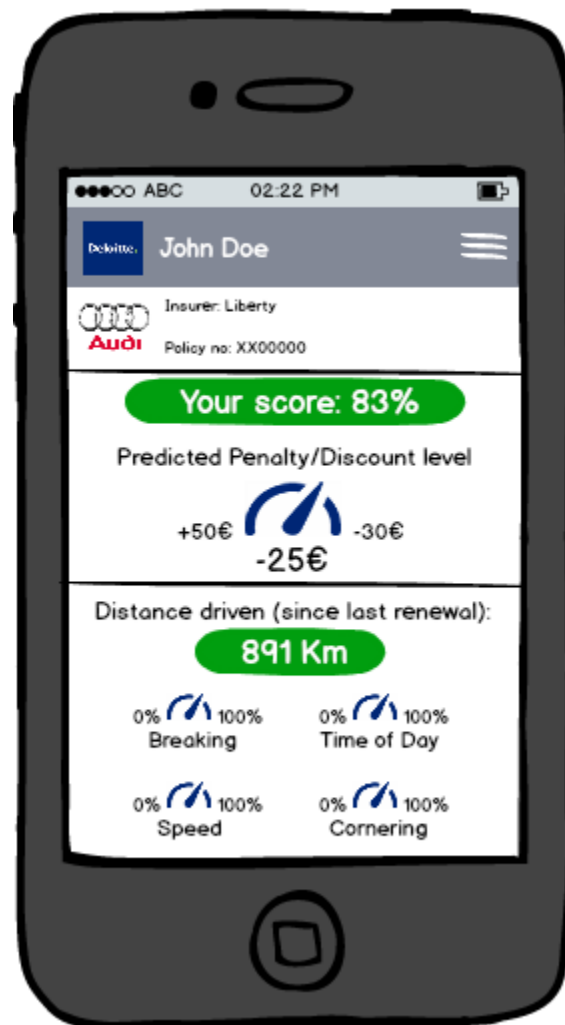 ABC 02:22 PM
Deloitte. John Doe
Insurer: Liberty
Audi
Policy no: XX00000
Your score: 83%
Predicted Penalty/Discount level
+50€ -30€
-25€
Distance driven (since last renewal):
891 Km
0% 100% 0% 100%
Breaking Time of Day
0% 100% 0% 100%
Speed Cornering